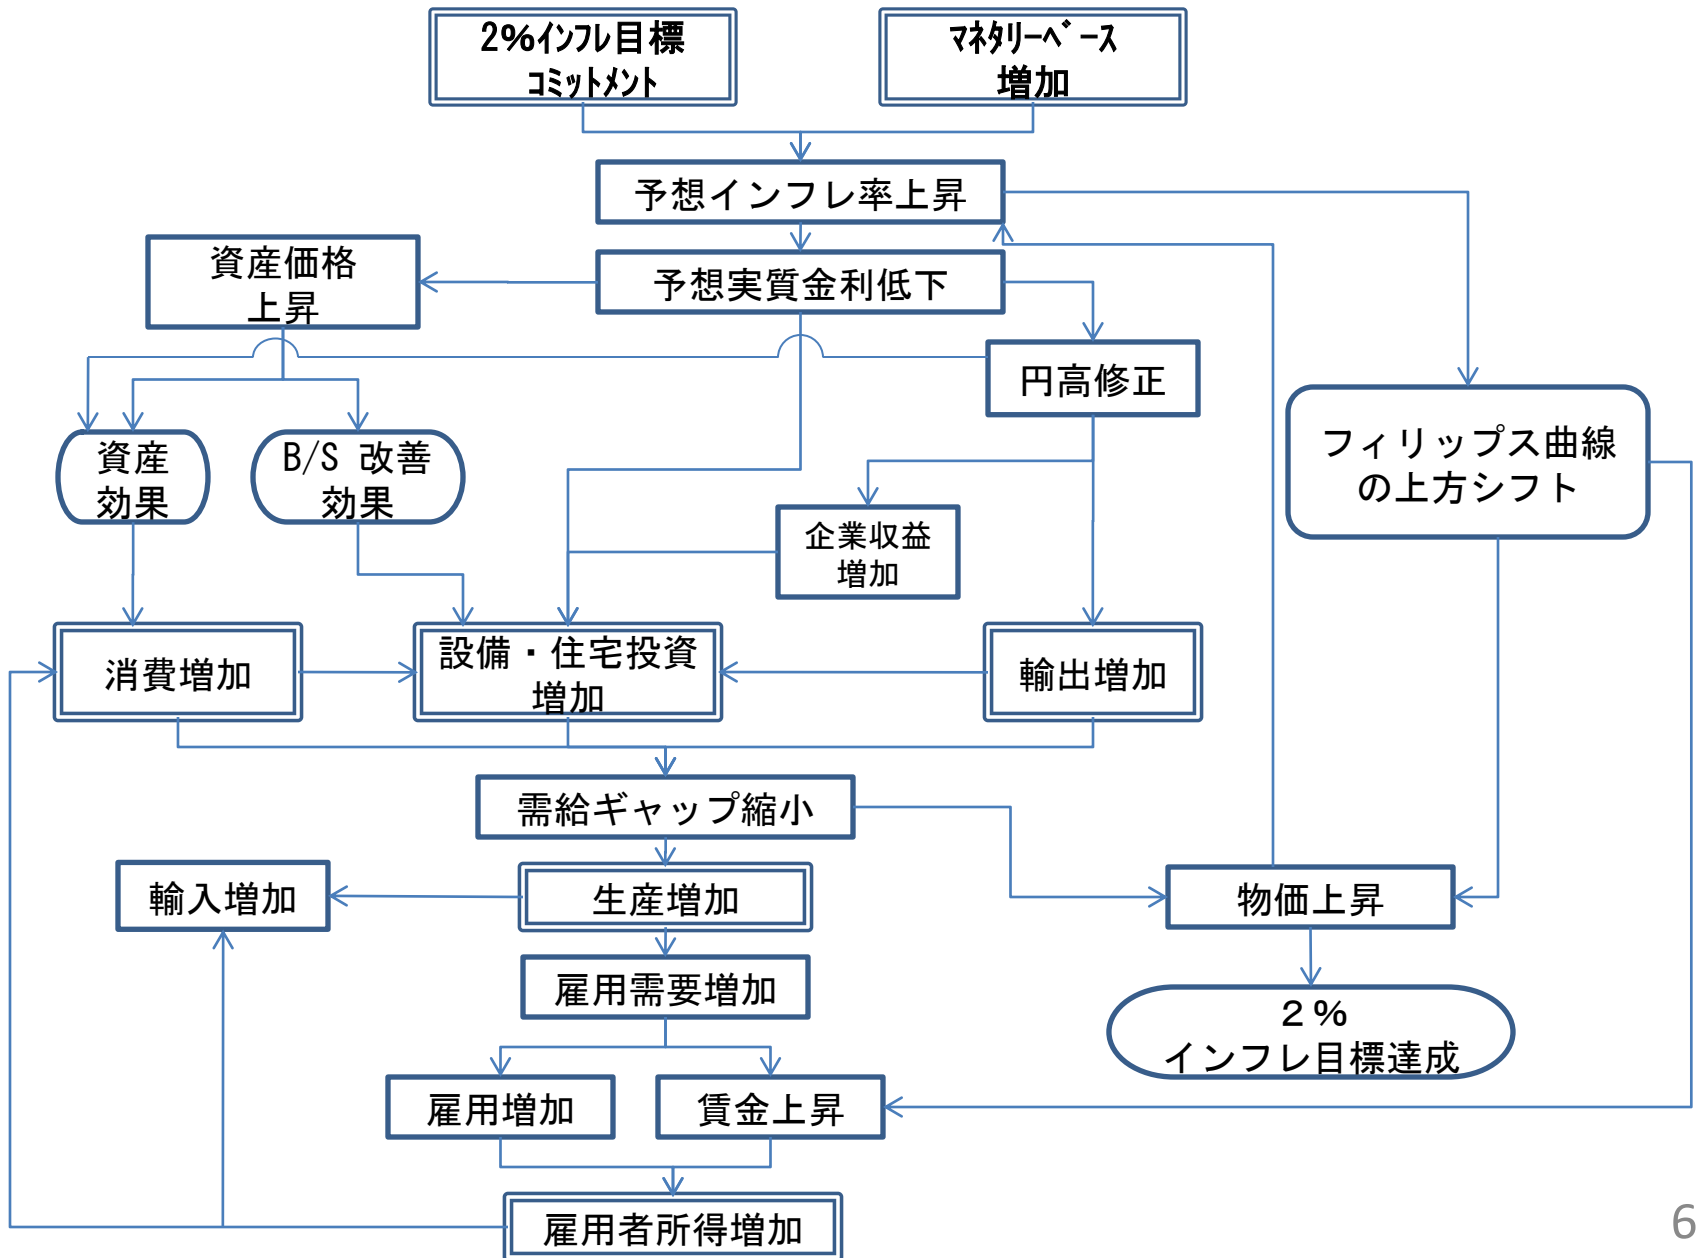 2%ｲﾝﾌﾚ目標
ｺﾐｯﾄﾒﾝﾄ
ﾏﾈﾀﾘｰﾍﾞｰｽ
増加
予想インフレ率上昇
資産価格
上昇
予想実質金利低下
円高修正
フィリップス曲線
の上方シフト
資産
効果
B/S 改善
効果
企業収益
増加
消費増加
設備・住宅投資
増加
輸出増加
需給ギャップ縮小
輸入増加
生産増加
物価上昇
雇用需要増加
２％
インフレ目標達成
雇用増加
賃金上昇
雇用者所得増加
6